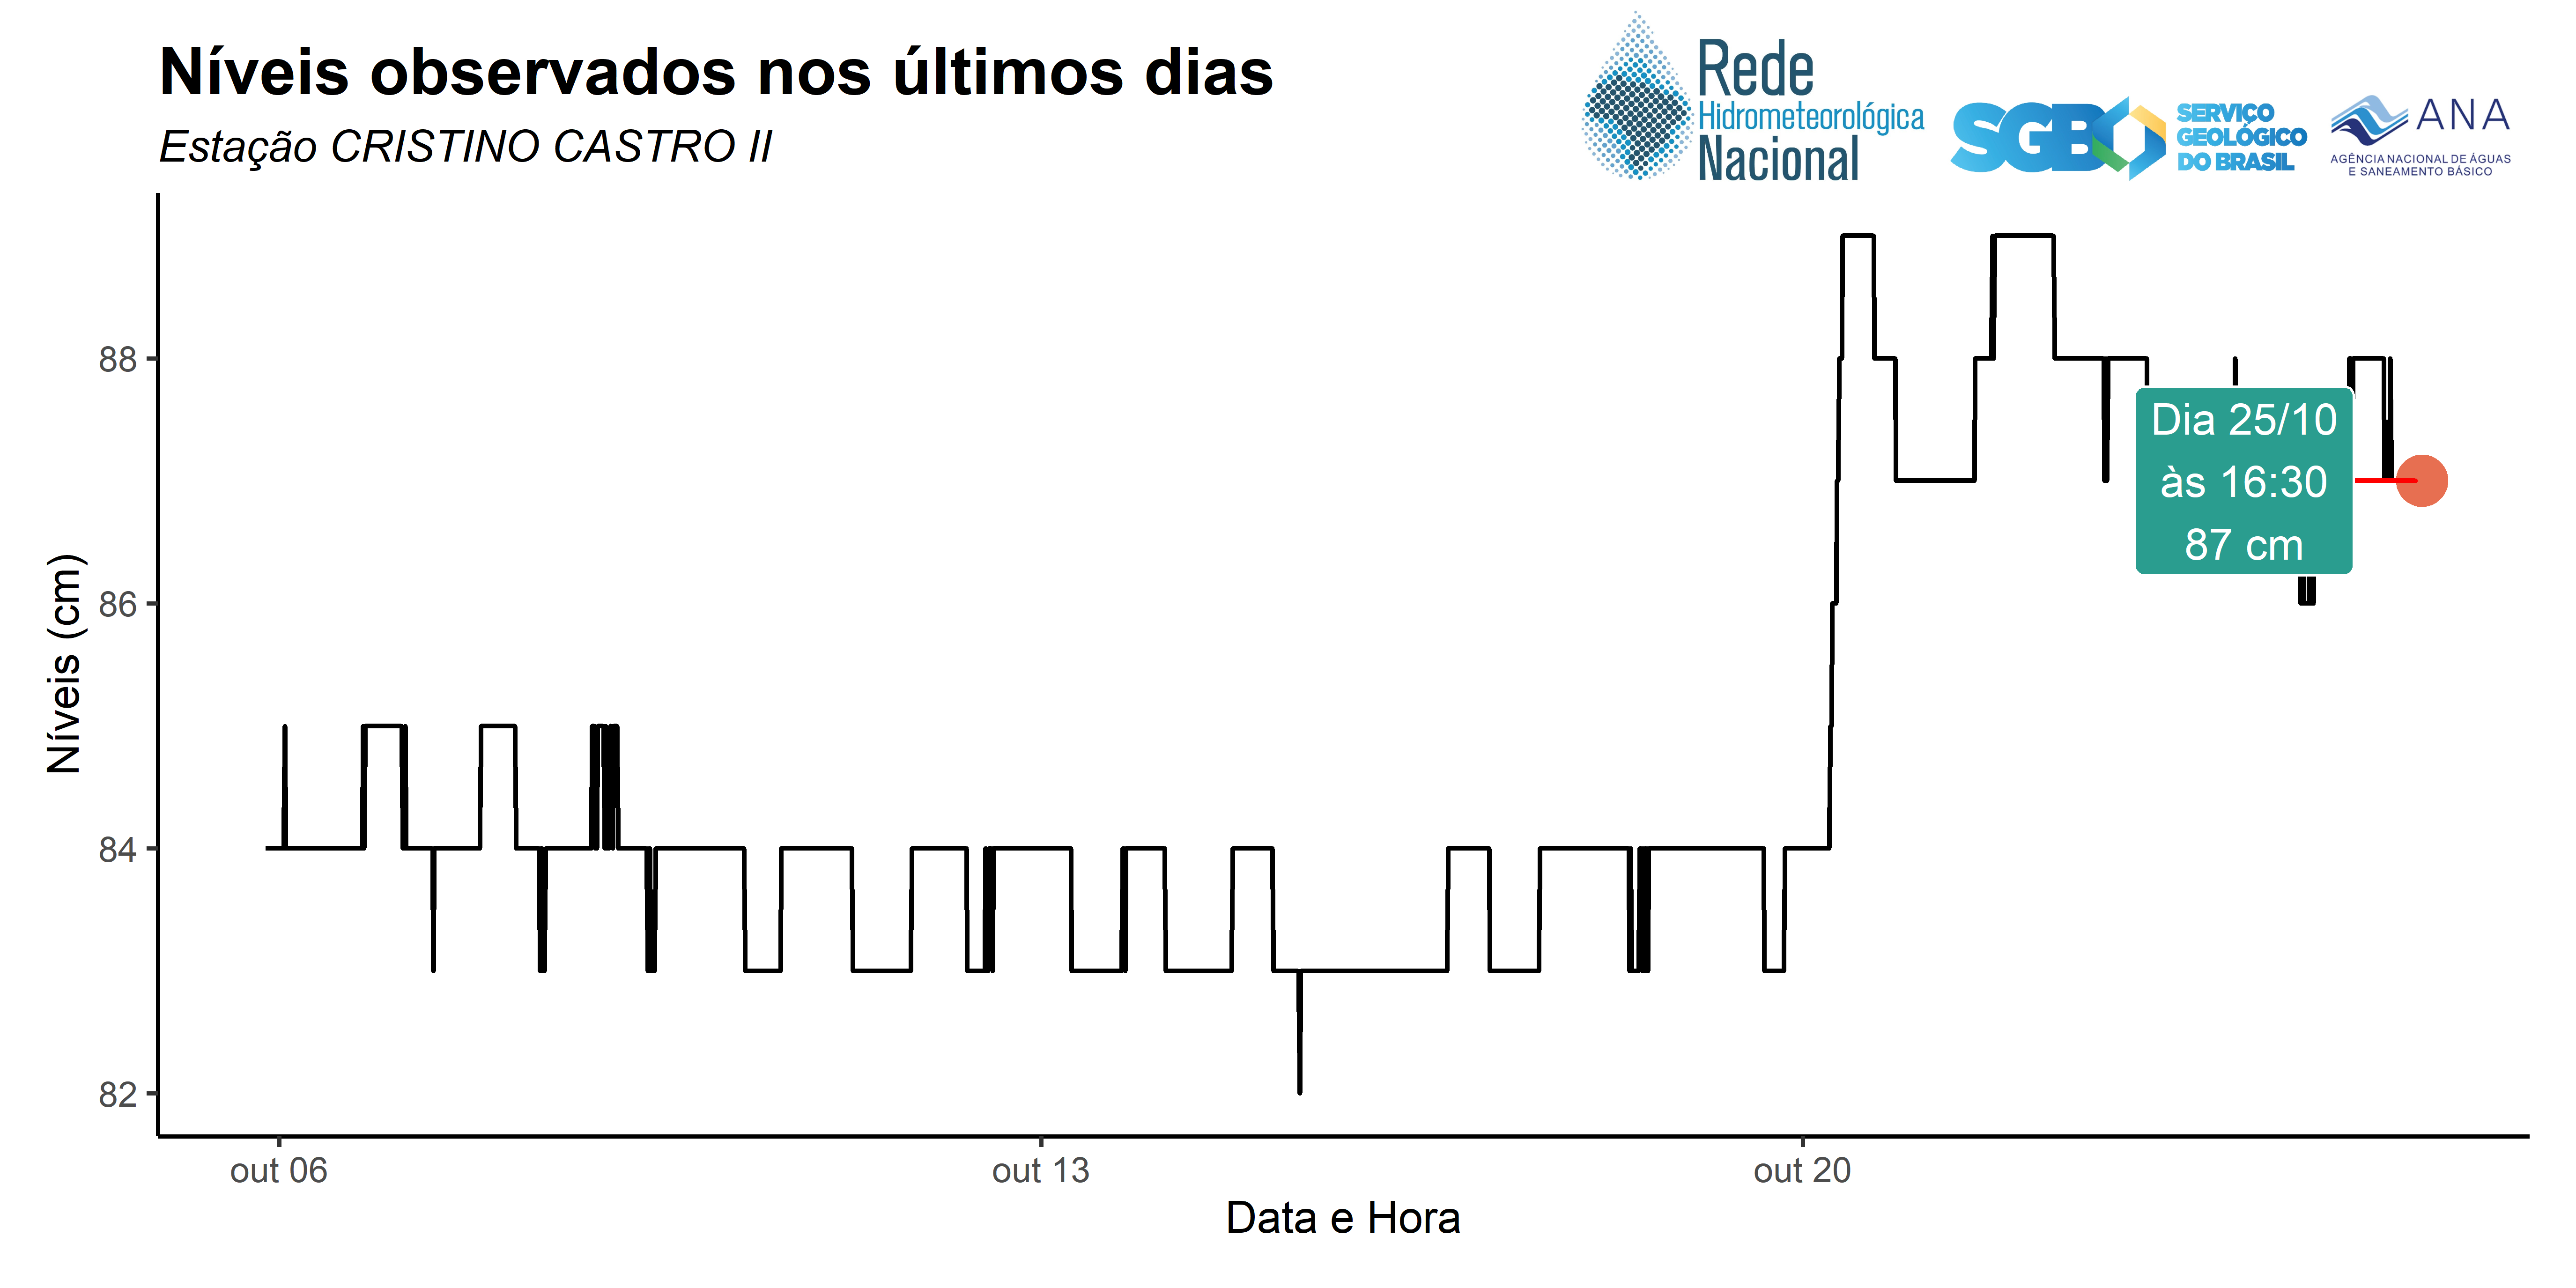 Níveis observados nos últimos dias
Estação CRISTINO CASTRO II
Rede
Hidrometeorológica
Nacional
SGB
SERVIÇO
GEOLÓGICO
DO BRASIL
ANA
AGÊNCIA NACIONAL DE ÁGUAS
E SANEAMENTO BÁSICO
Níveis (cm)
88
86
84
82
Dia 25/10
às 16:30
87 cm
out 06
out 13
out 20
Data e Hora